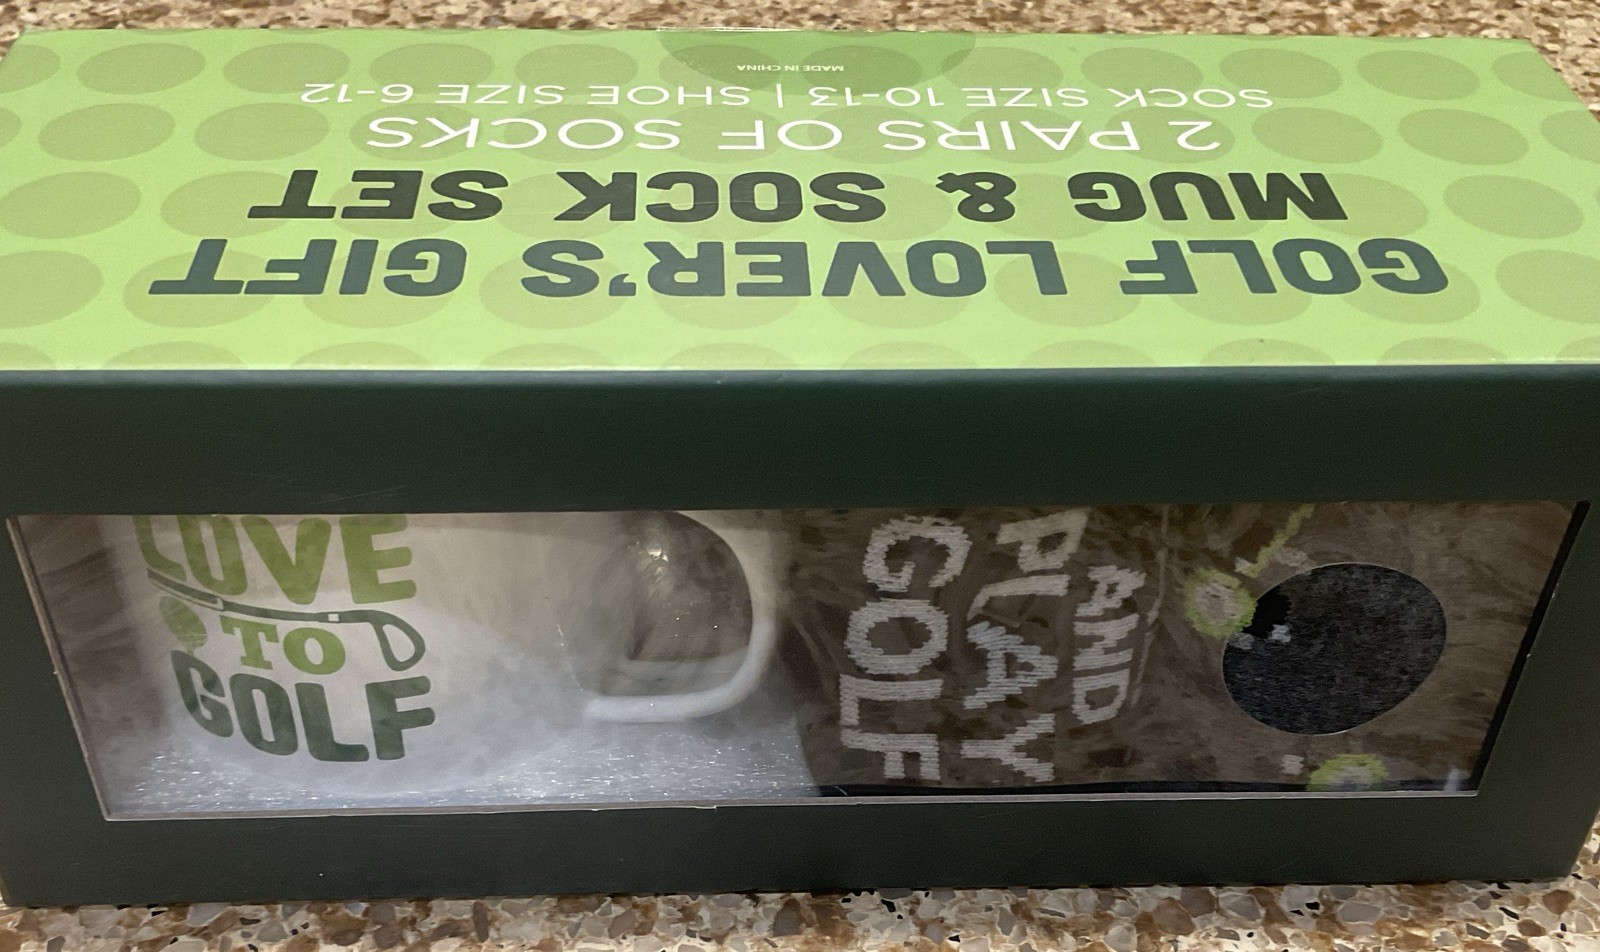 GOLF LOVER'S GIFT
MUG & SOCK SET
2 PAIRS OF SOCKS
SOCK SIZE 10-13 | SHOE SIZE 6-12
MADE IN CHINA
LOVE
TO
GOLF
AND
PLAY
GOLF